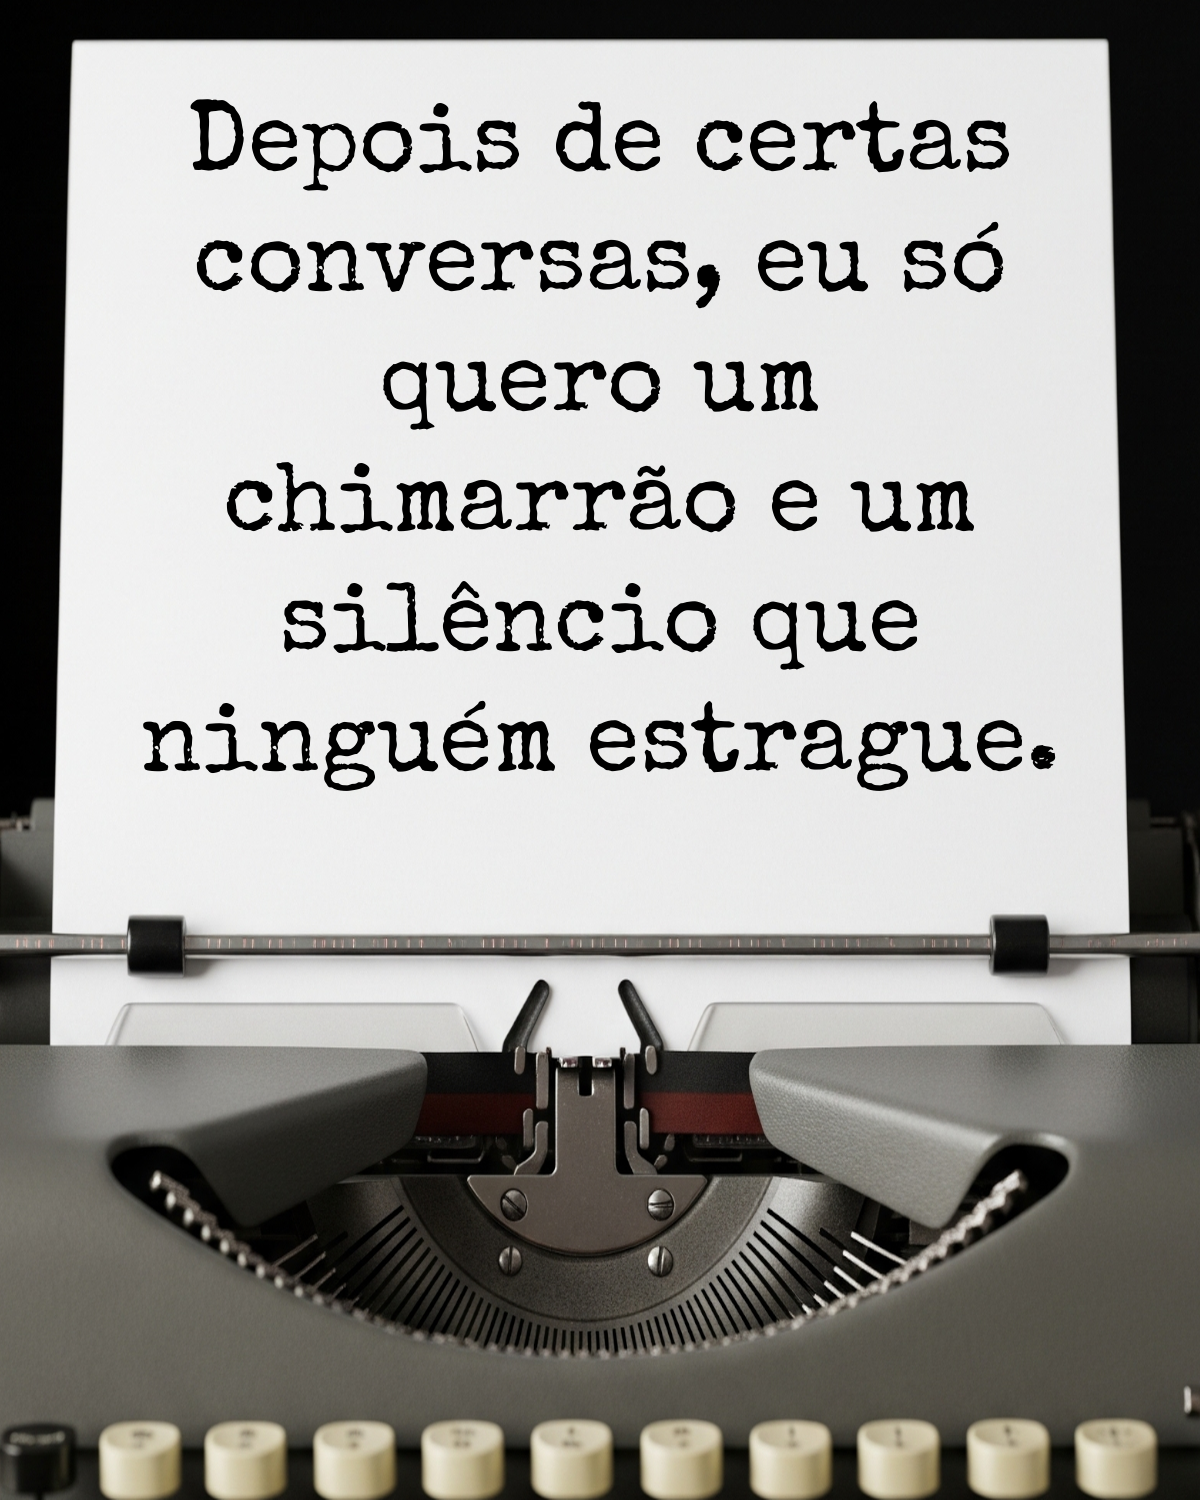 Depois de certas
conversas, eu só
quero um
chimarrão e um
silêncio que
ninguém estrague.